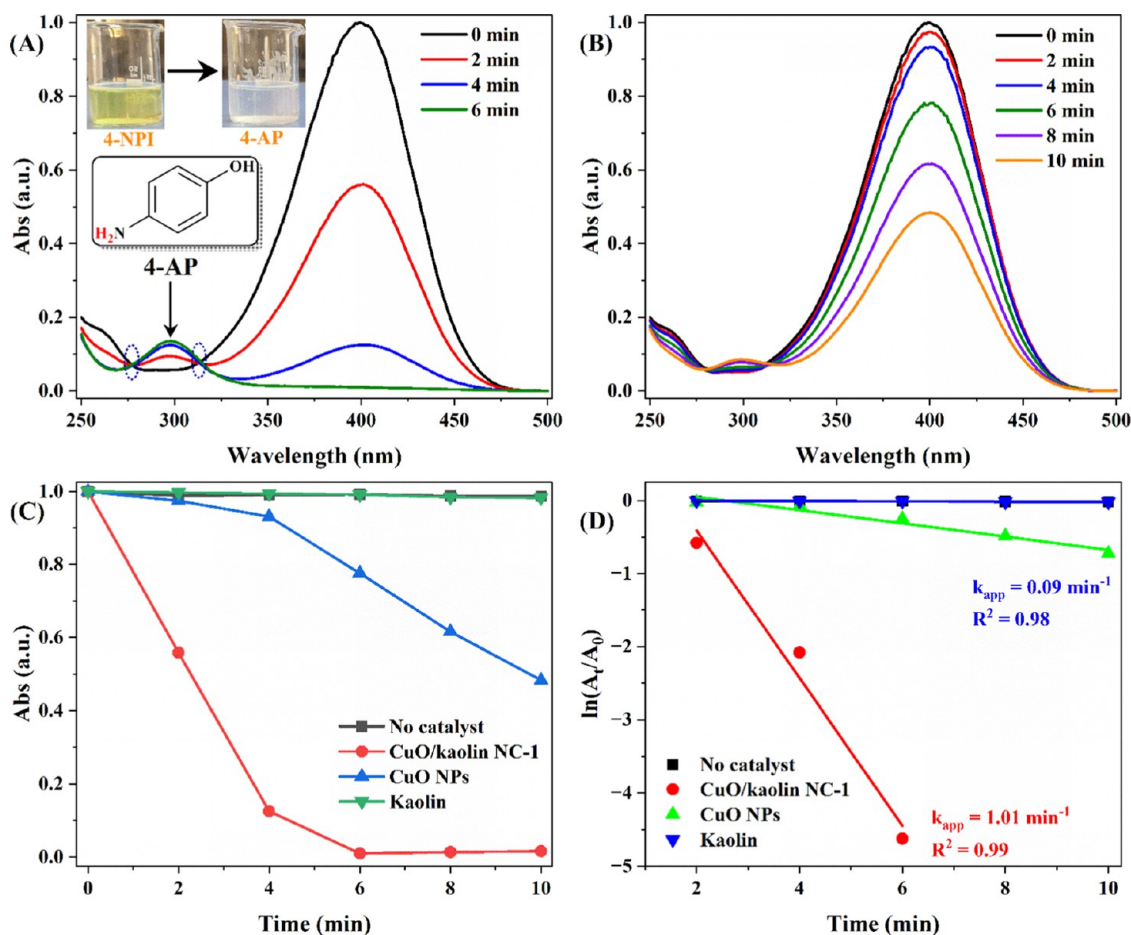 (A)
4-NPI
4-AP
0 min
2 min
4 min
6 min
OH
H₂N
4-AP
Abs (a.u.)
1.0
0.8
0.6
0.4
0.2
0.0
250 300 350 400 450 500
Wavelength (nm)
(B)
0 min
2 min
4 min
6 min
8 min
10 min
Abs (a.u.)
1.0
0.8
0.6
0.4
0.2
0.0
250 300 350 400 450 500
Wavelength (nm)
(C)
Abs (a.u.)
1.0
0.8
0.6
0.4
0.2
0.0
No catalyst
CuO/kaolin NC-1
CuO NPs
Kaolin
0 2 4 6 8 10
Time (min)
(D)
ln(Aₜ/A₀)
0
-1
-2
-3
-4
-5
k_app = 0.09 min⁻¹
R² = 0.98
No catalyst
CuO/kaolin NC-1
CuO NPs
Kaolin
k_app = 1.01 min⁻¹
R² = 0.99
2 4 6 8 10
Time (min)